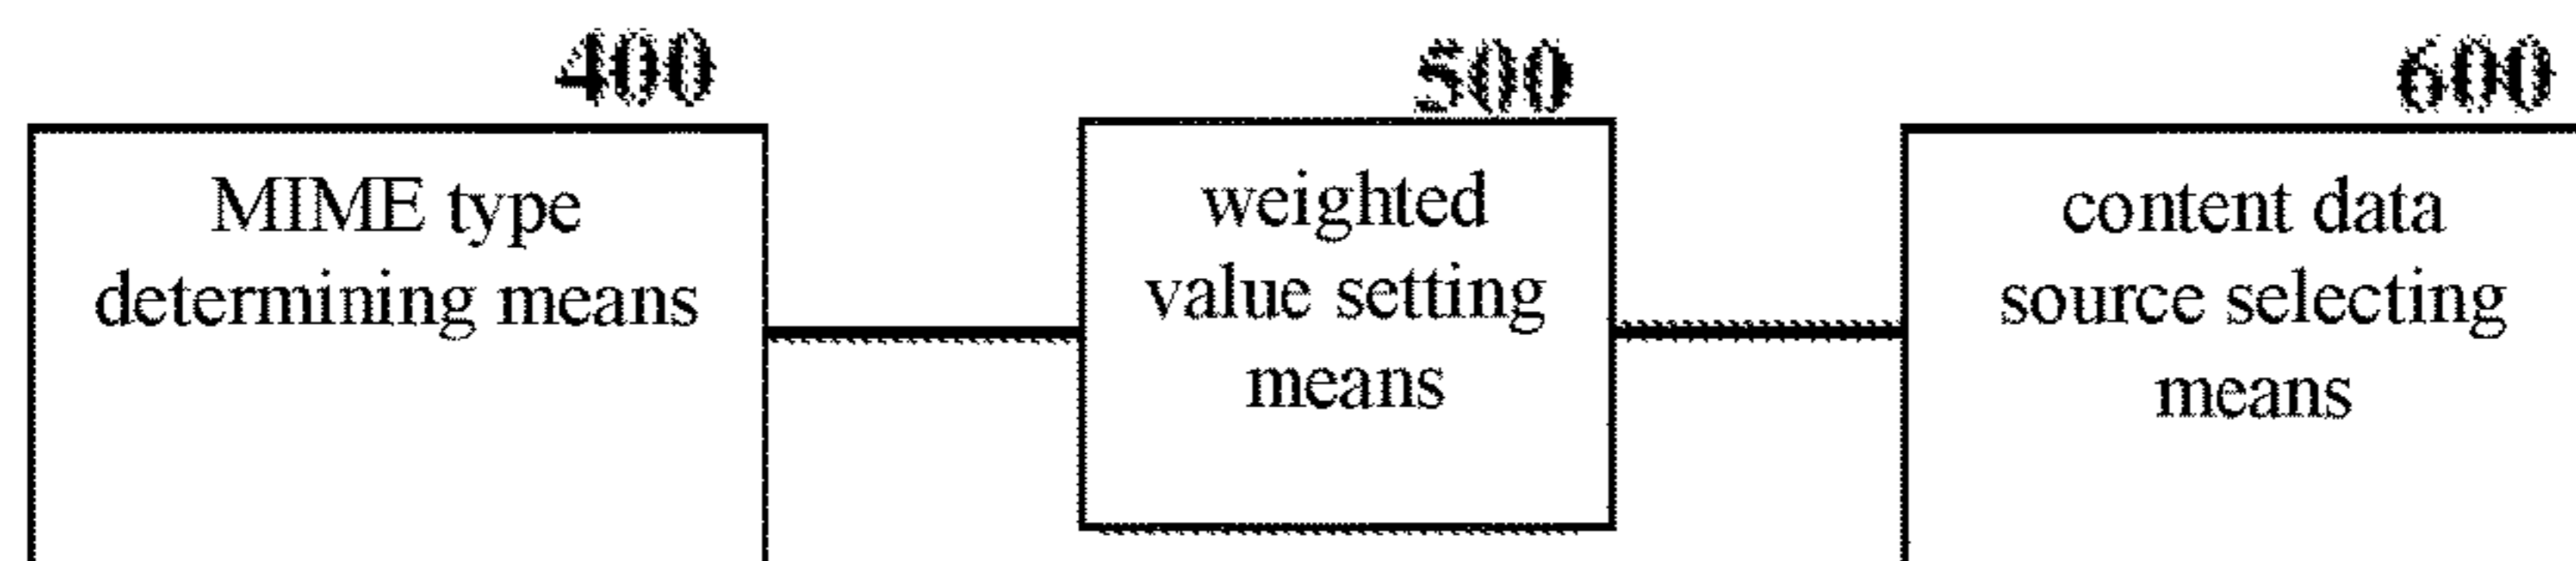 400
MIME type
determining means
500
weighted
value setting
means
600
content data
source selecting
means